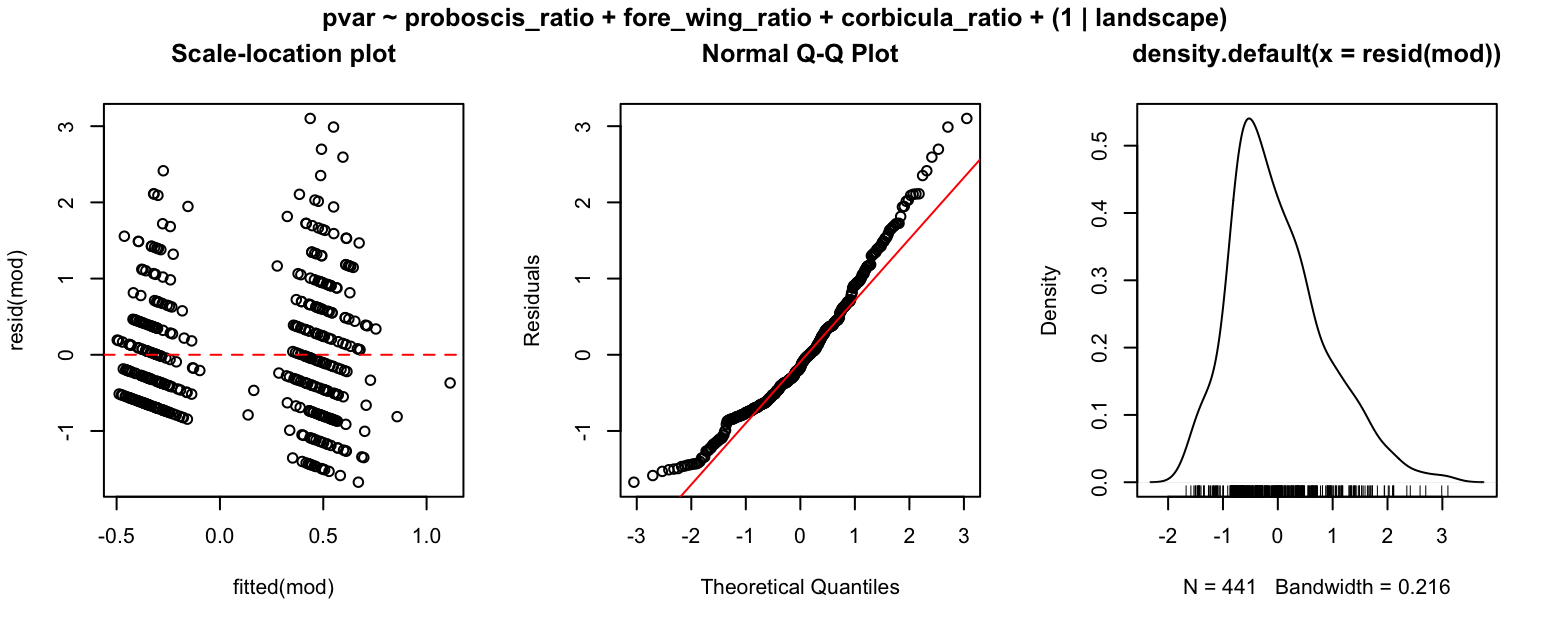 pvar ~ proboscis_ratio + fore_wing_ratio + corbicula_ratio + (1 | landscape)
Scale-location plot
resid(mod)
3
2
1
0
-1
-0.5 0.0 0.5 1.0
fitted(mod)
Normal Q-Q Plot
Residuals
3
2
1
0
-1
-3 -2 -1 0 1 2 3
Theoretical Quantiles
density.default(x = resid(mod))
Density
0.5
0.4
0.3
0.2
0.1
0.0
-2 -1 0 1 2 3
N = 441 Bandwidth = 0.216